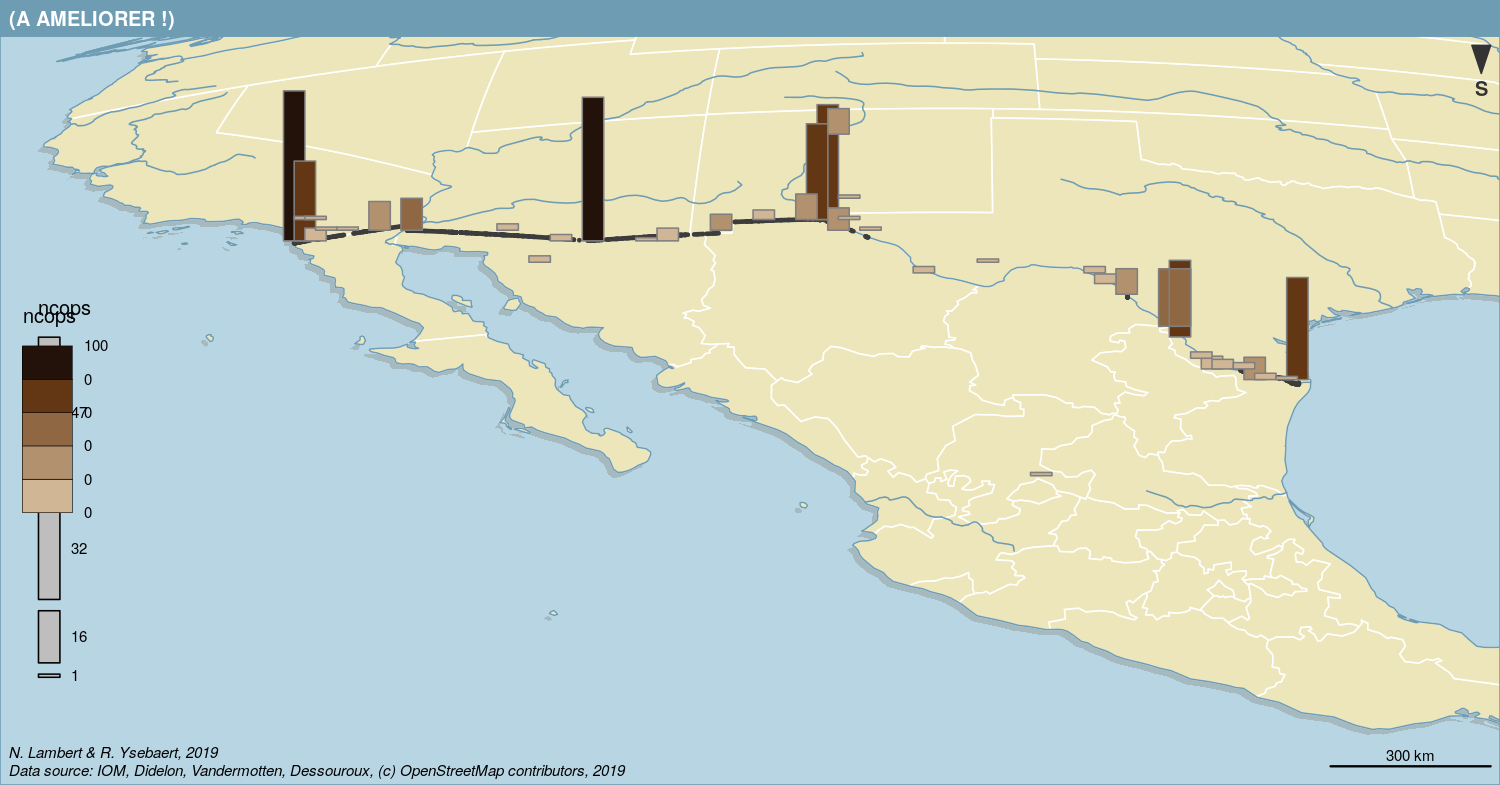 (A AMELIORER !)
S
ncops
ncops
100
0
47
0
0
0
0
32
16
1
N. Lambert & R. Ysebaert, 2019
Data source: IOM, Didelon, Vandermotten, Dessouroux, (c) OpenStreetMap contributors, 2019
300 km